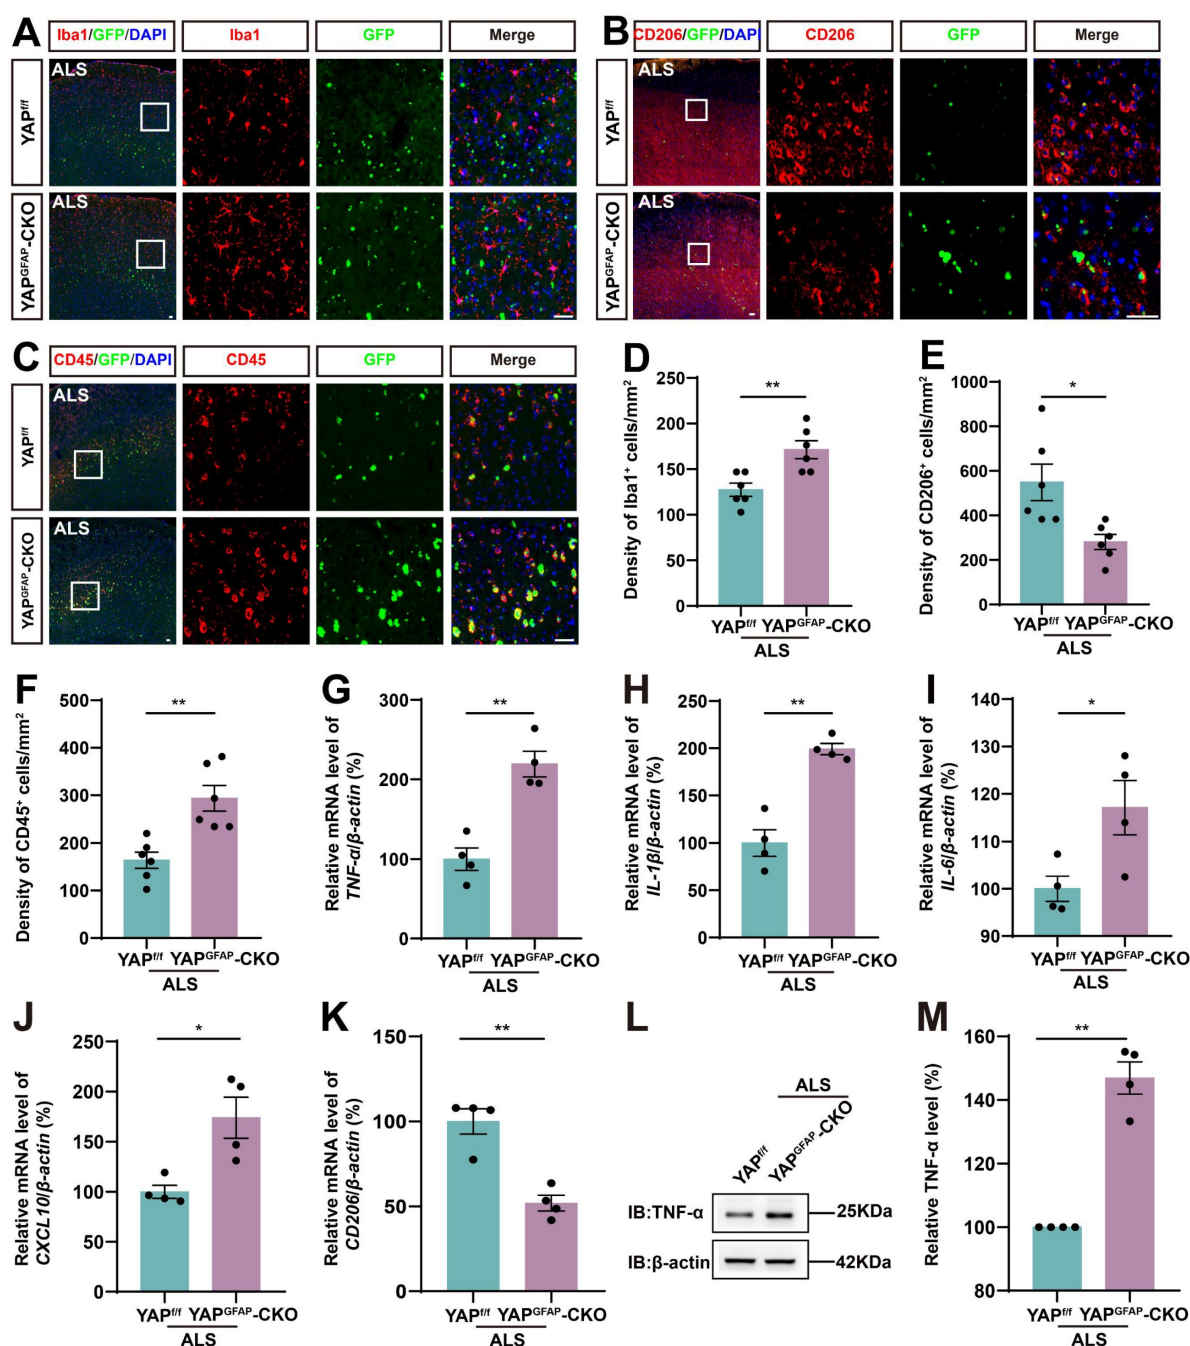 A
Iba1/GFP/DAPI Iba1 GFP Merge
YAPf/f
ALS
YAPGFAP-CKO
ALS
B
CD206/GFP/DAPI CD206 GFP Merge
YAPf/f
ALS
YAPGFAP-CKO
ALS
C
CD45/GFP/DAPI CD45 GFP Merge
YAPf/f
ALS
YAPGFAP-CKO
ALS
D
Density of Iba1+ cells/mm2
250
200
150
100
50
0
**
YAPf/f YAPGFAP-CKO
ALS
E
Density of CD206+ cells/mm2
1000
800
600
400
200
0
*
YAPf/f YAPGFAP-CKO
ALS
F
Density of CD45+ cells/mm2
500
400
300
200
100
0
**
YAPf/f YAPGFAP-CKO
ALS
G
Relative mRNA level of
TNF-α/β-actin (%)
300
200
100
0
**
YAPf/f YAPGFAP-CKO
ALS
H
Relative mRNA level of
IL-1β/β-actin (%)
250
200
150
100
50
0
**
YAPf/f YAPGFAP-CKO
ALS
I
Relative mRNA level of
IL-6/β-actin (%)
140
130
120
110
100
90
*
YAPf/f YAPGFAP-CKO
ALS
J
Relative mRNA level of
CXCL10/β-actin (%)
250
200
150
100
50
0
*
YAPf/f YAPGFAP-CKO
ALS
K
Relative mRNA level of
CD206/β-actin (%)
150
100
50
0
**
YAPf/f YAPGFAP-CKO
ALS
L
ALS
YAPf/f YAPGFAP-CKO
IB:TNF-α 25KDa
IB:β-actin 42KDa
M
Relative TNF-α level (%)
160
140
120
100
80
**
YAPf/f YAPGFAP-CKO
ALS